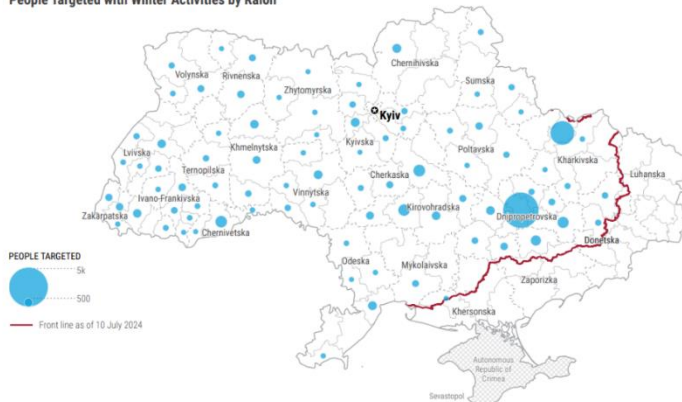 People Targeted with Winter Activities by Raion
Chernihivska
Volynska
Rivnenska
Zhytomyrska
Sumska
Kyiv
Kyivska
Lvivska
Khmelnytska
Poltavska
Kharkivska
Ternopilska
Cherkaska
Luhanska
Ivano-Frankivska
Vinnytska
Zakarpatska
Kirovohradska
Dnipropetrovska
Chernivetska
Donetska
Odeska
Mykolaivska
Zaporizka
Khersonska
PEOPLE TARGETED
5k
500
Front line as of 10 July 2024
Autonomous
Republic of
Crimea
Sevastopol